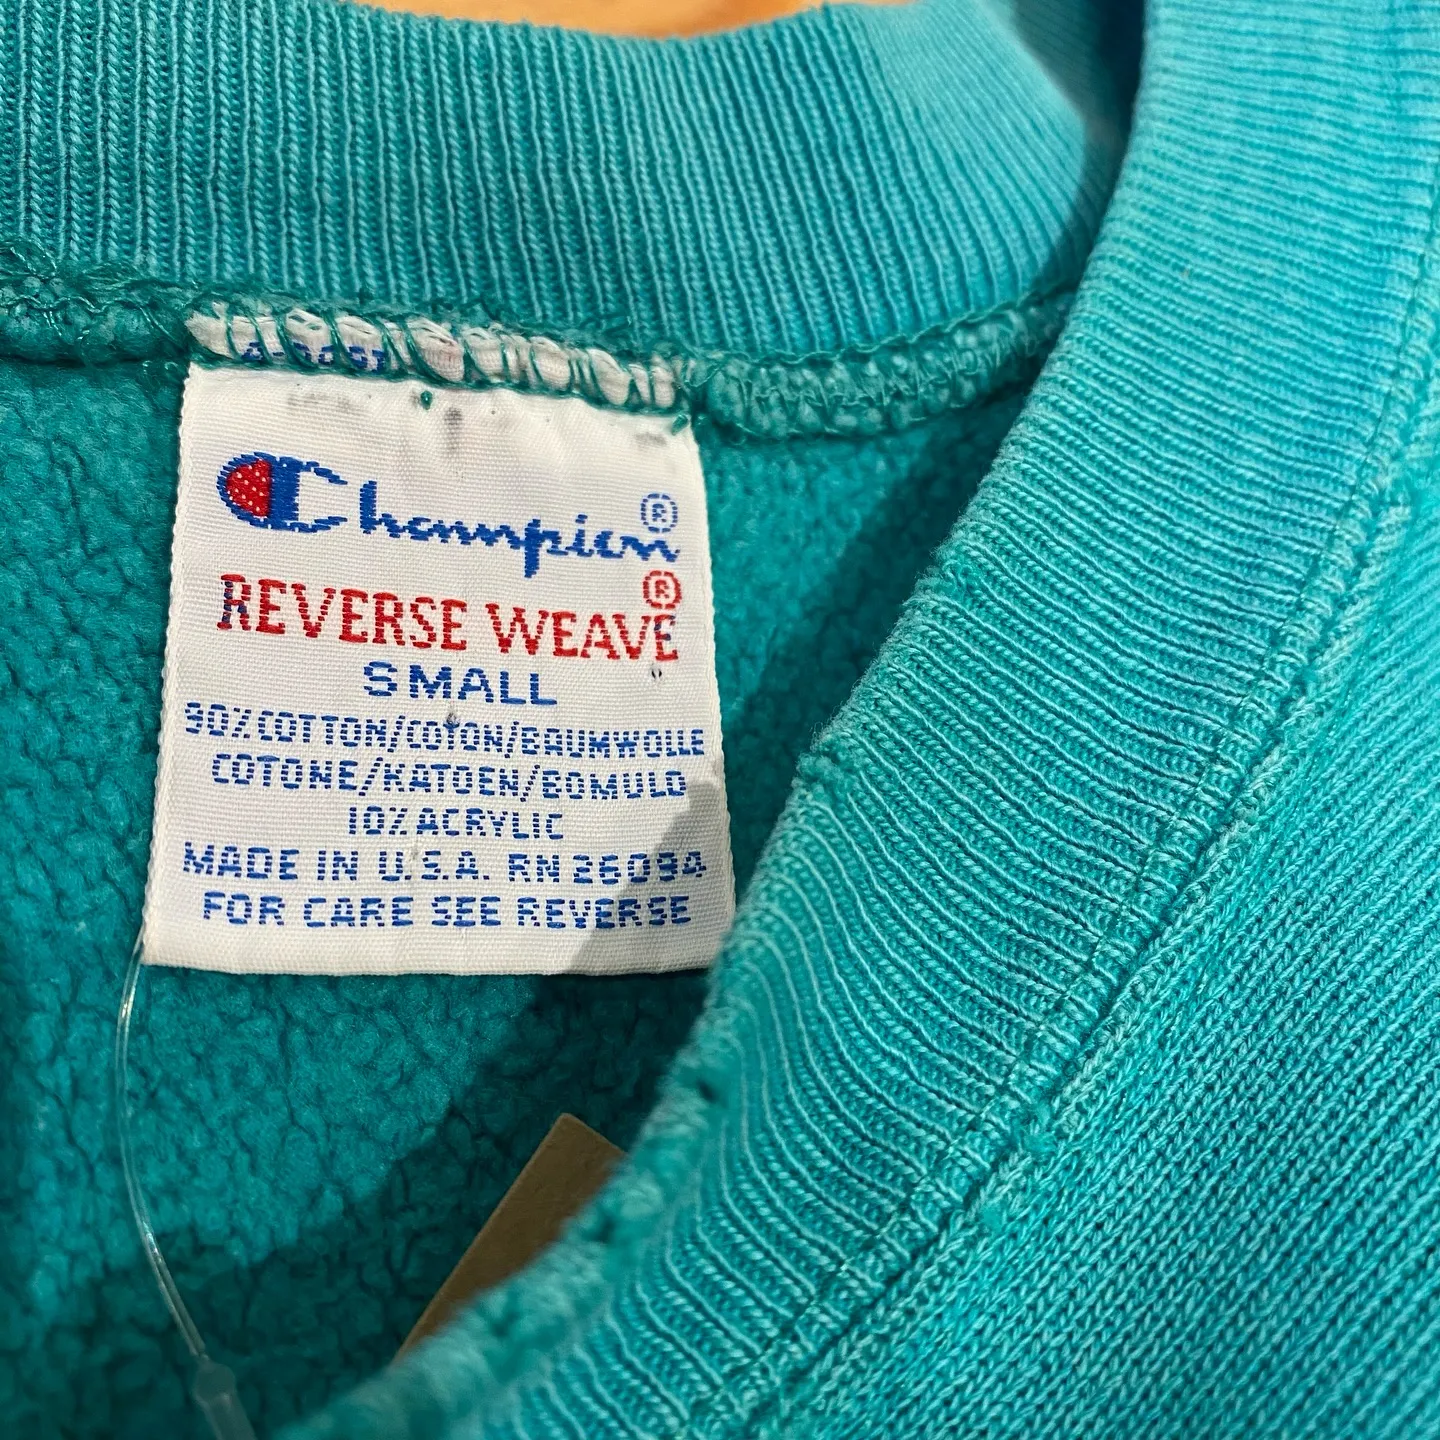 Champion®
REVERSE WEAVE®
SMALL
90% COTTON/COTON/BAUMWOLLE
COTONE/KATOEN/BOMULD
10% ACRYLIC
MADE IN U.S.A. RN 26094
FOR CARE SEE REVERSE